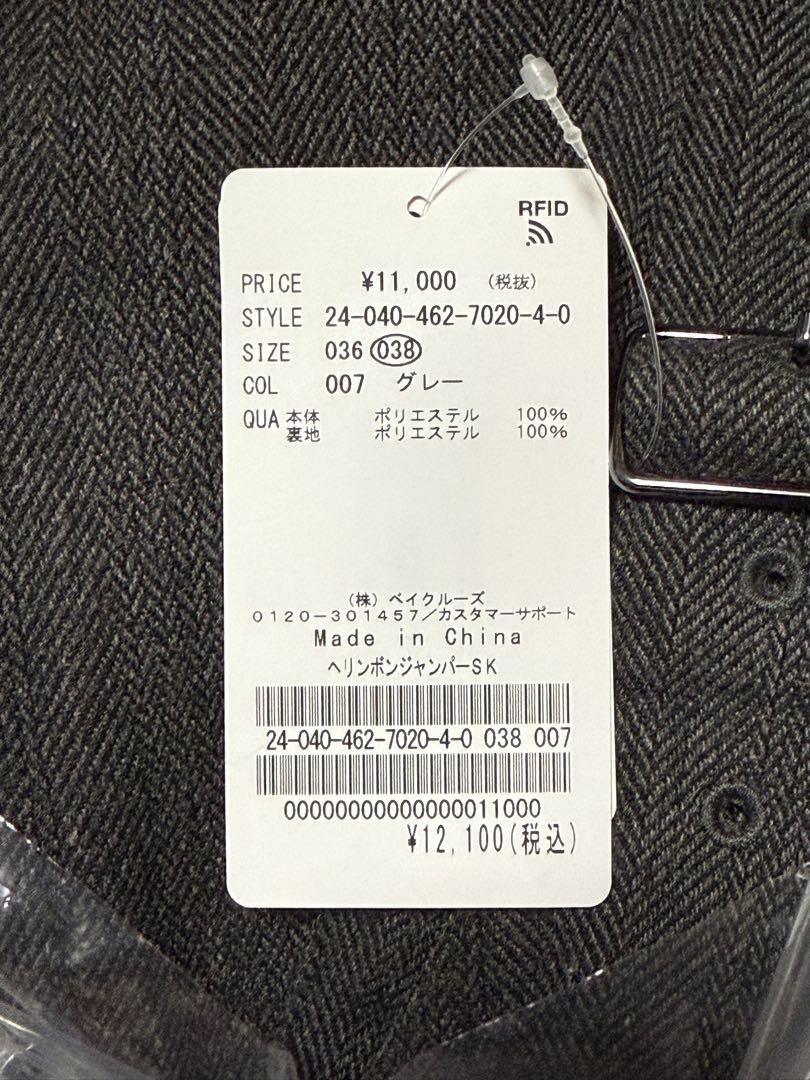 RFID
PRICE ¥11,000 (税抜)
STYLE 24-040-462-7020-4-0
SIZE 036 038
COL 007 グレー
QUA 本体 ポリエステル 100%
裏地 ポリエステル 100%
(株) ベイクルーズ
0120-301457/カスタマーサポート
Made in China
ヘリンボンジャンパーSK
24-040-462-7020-4-0 038 007
00000000000000011000
¥12,100(税込)